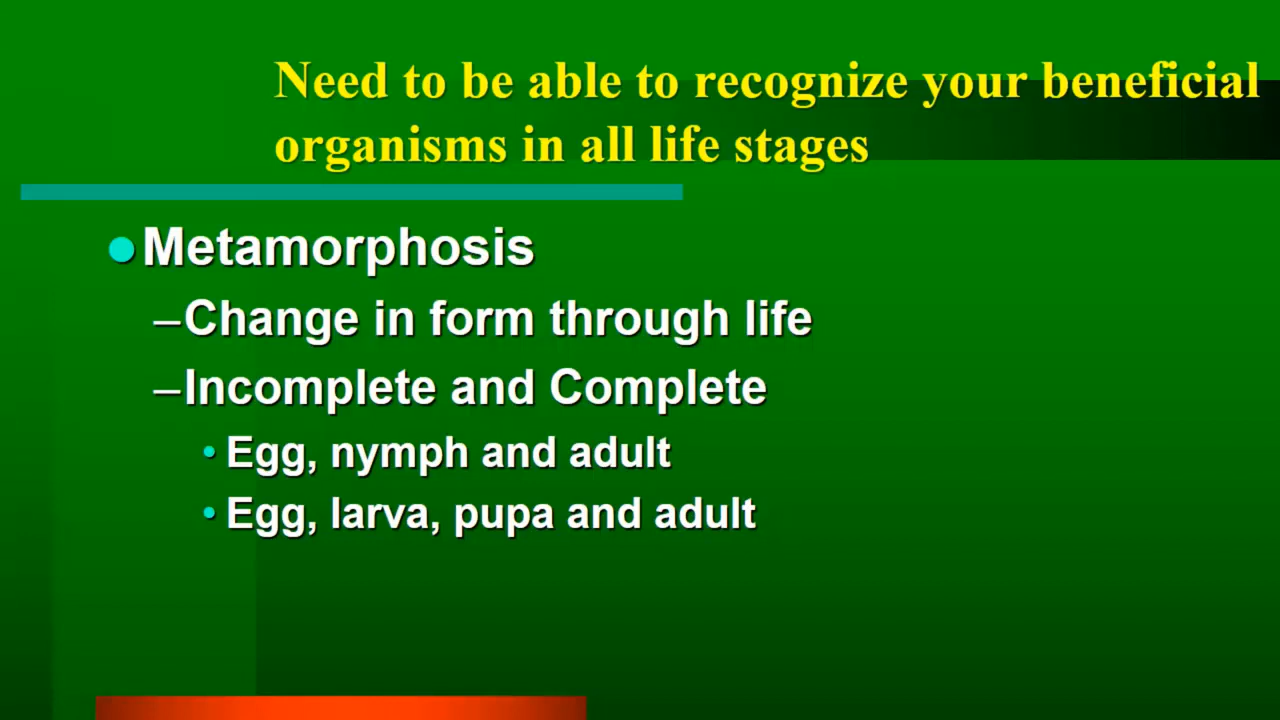 Need to be able to recognize your beneficial
organisms in all life stages
●Metamorphosis
–Change in form through life
–Incomplete and Complete
• Egg, nymph and adult
• Egg, larva, pupa and adult